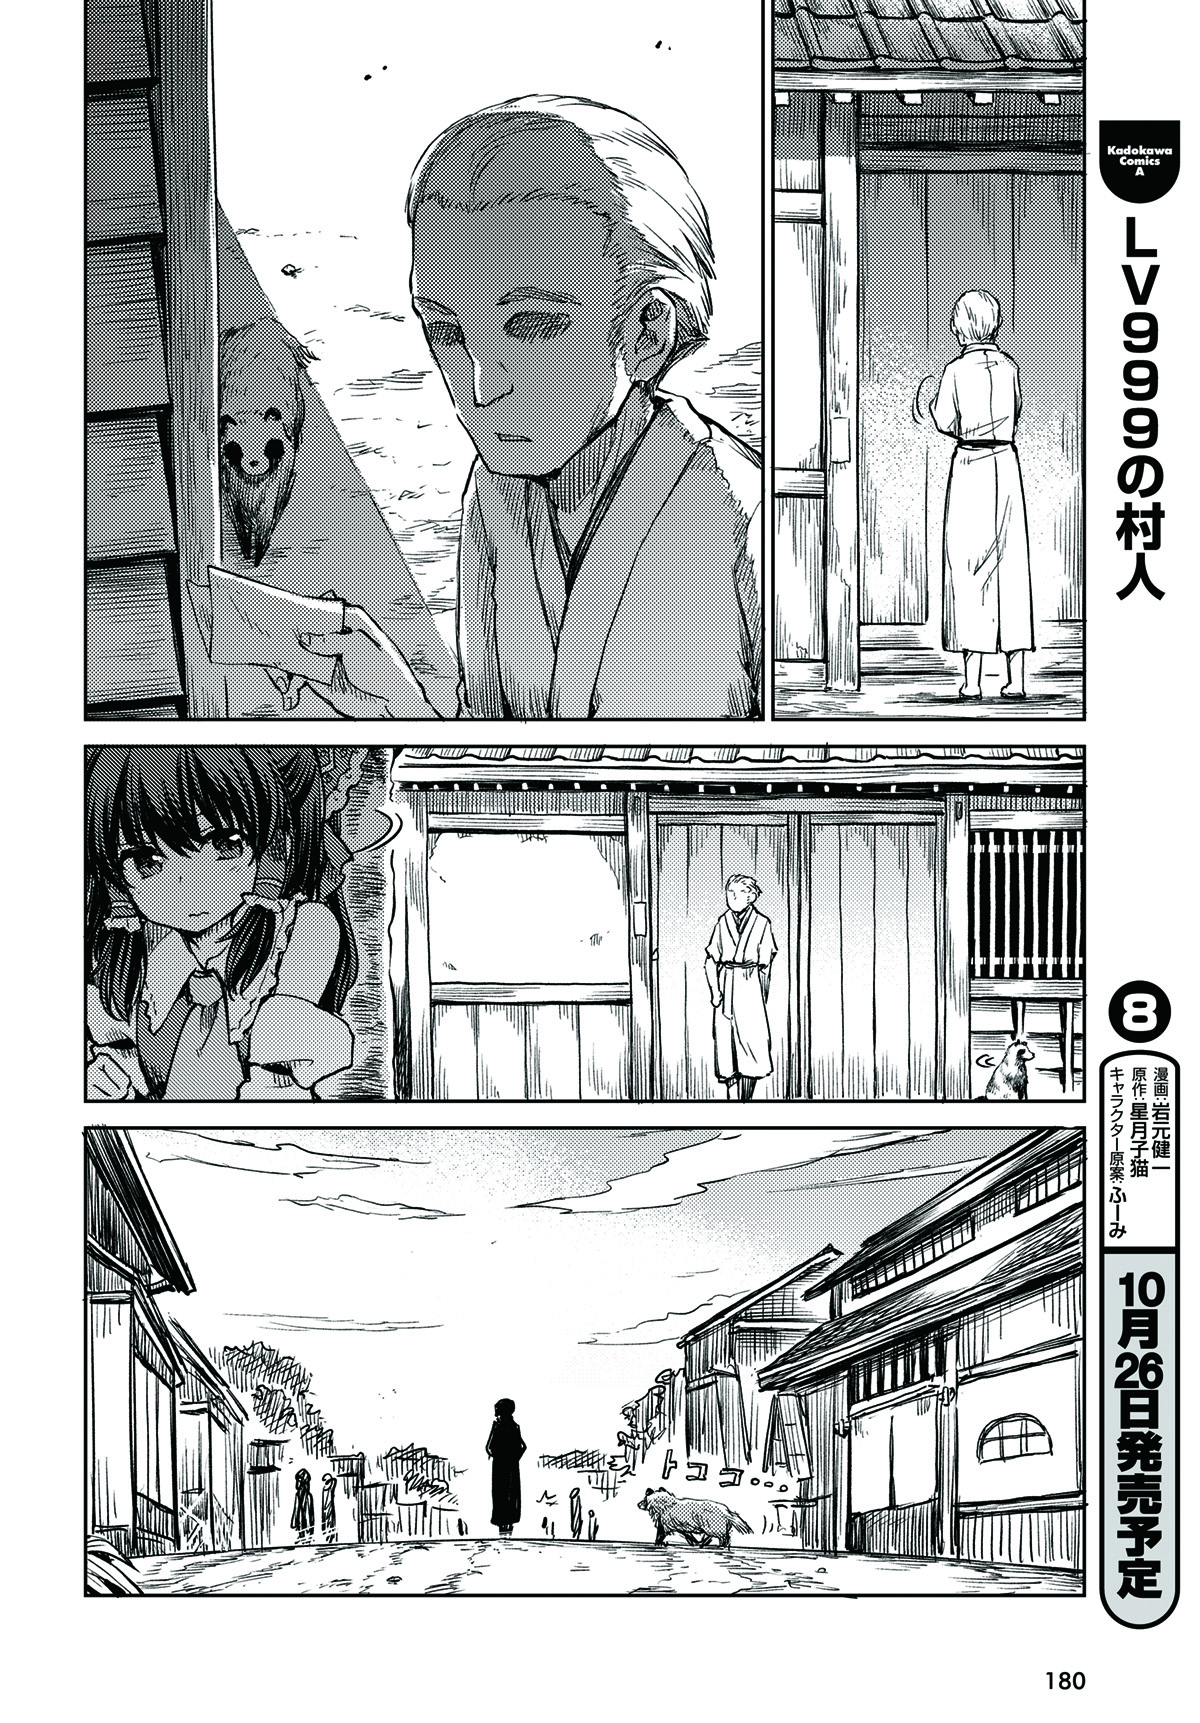 Kadokawa
Comics
A
LV999の村人
8
漫画:岩元健一
原作:星月子猫
キャラクター原案:ふーみ
10月26日発売予定
トココ…
180